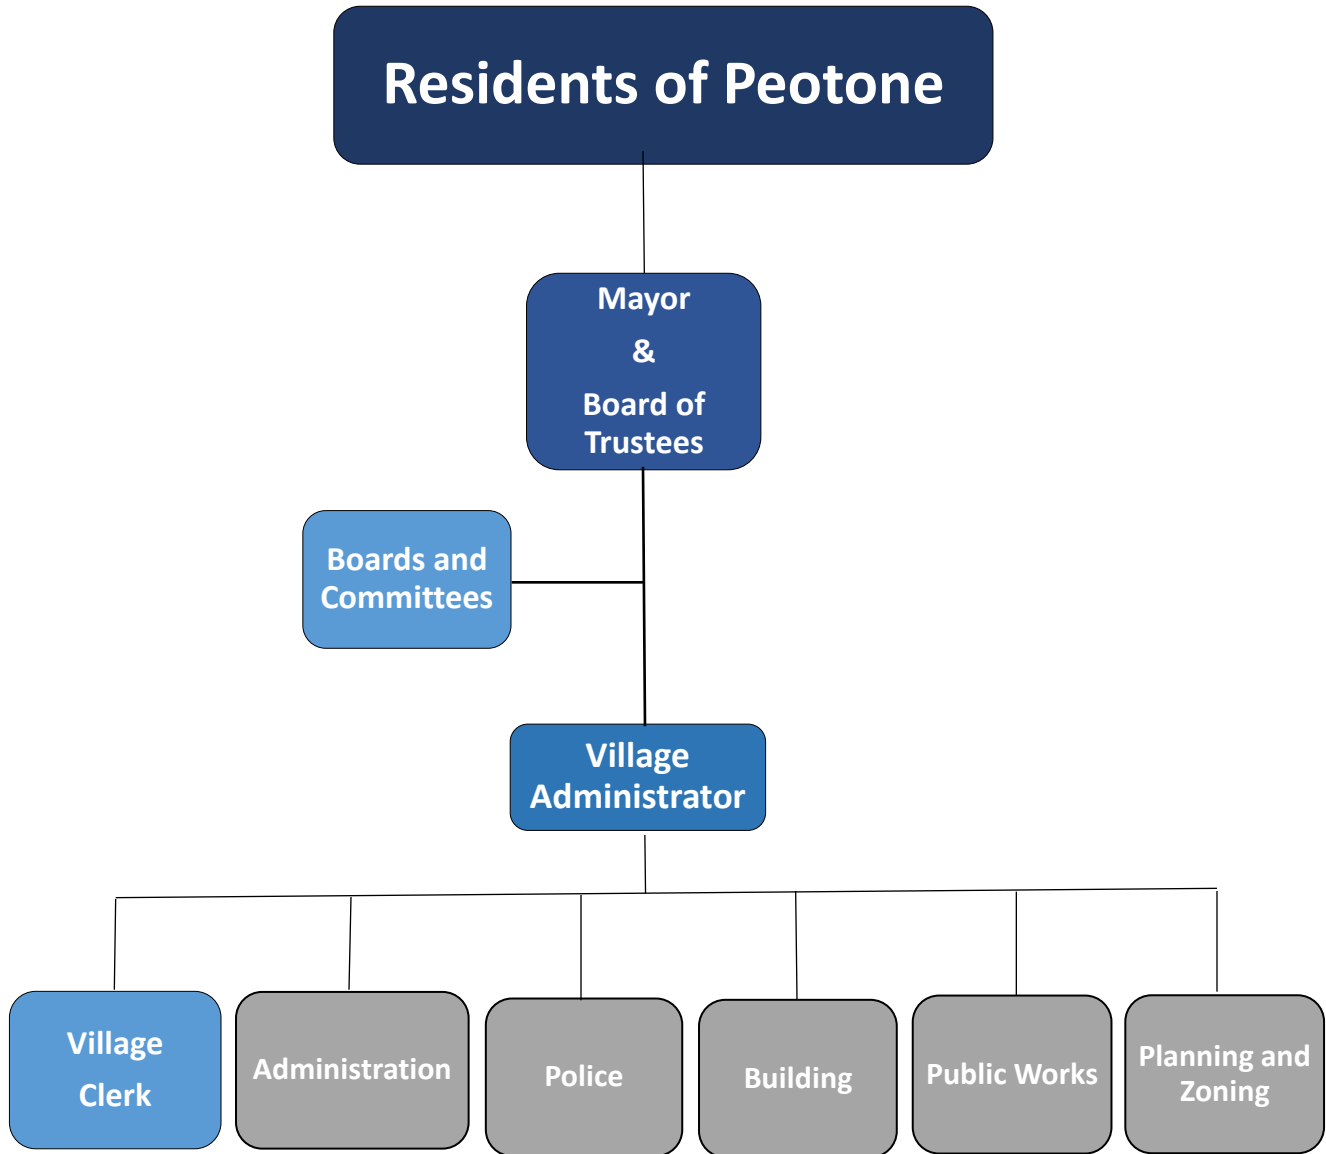 Residents of Peotone
Mayor
&
Board of
Trustees
Boards and
Committees
Village
Administrator
Village
Clerk
Administration
Police
Building
Public Works
Planning and
Zoning